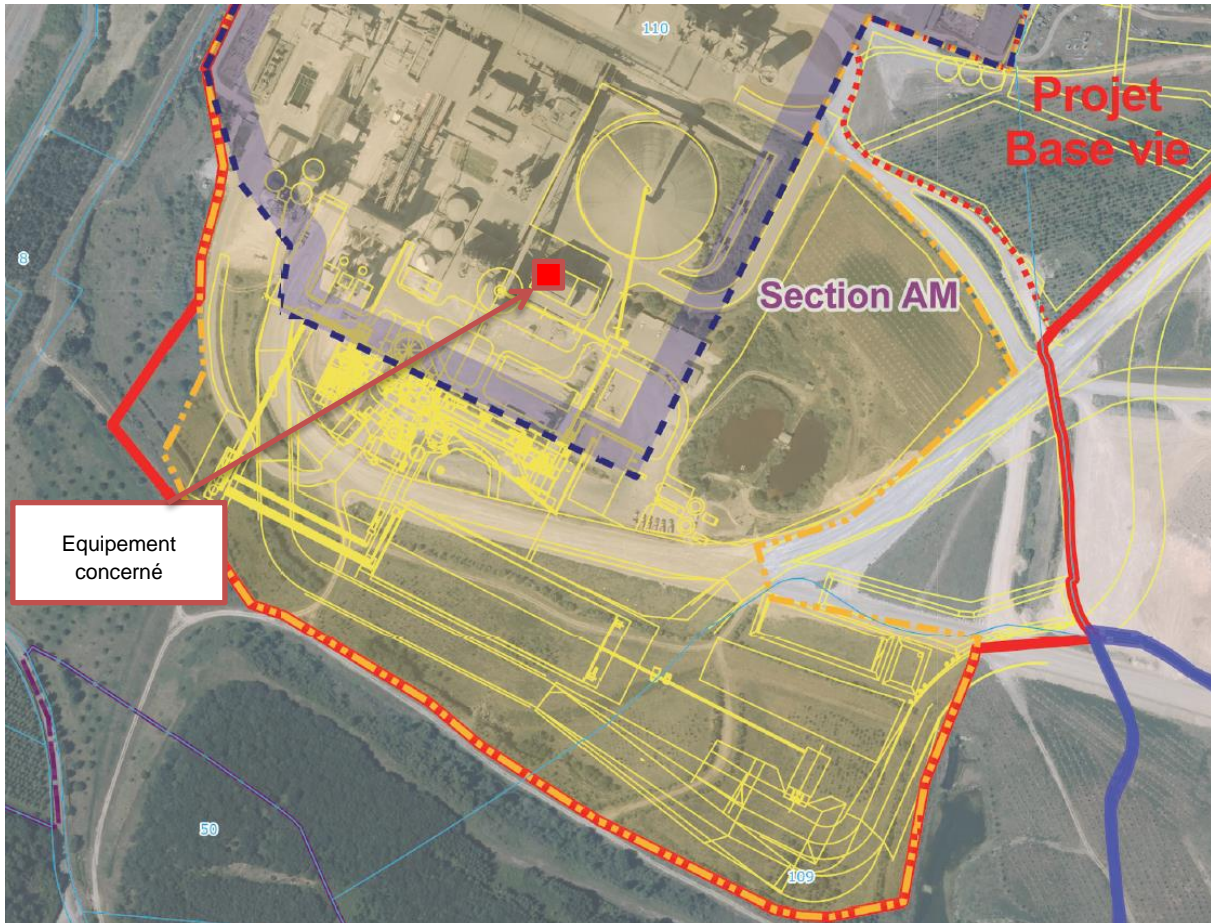 110
Projet
Base vie
8
Section AM
Equipement
concerné
50
109